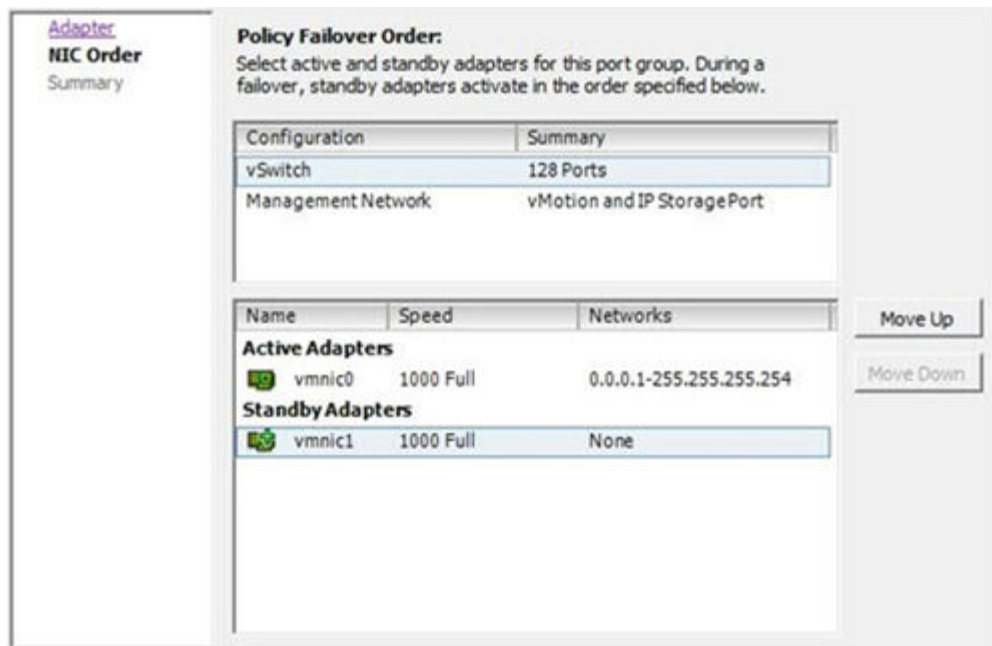 Adapter
NIC Order
Summary
Policy Failover Order:
Select active and standby adapters for this port group. During a
failover, standby adapters activate in the order specified below.
Configuration Summary
vSwitch 128 Ports
Management Network vMotion and IP Storage Port
Name Speed Networks
Active Adapters
vmnic0 1000 Full 0.0.0.1-255.255.255.254
Standby Adapters
vmnic1 1000 Full None
Move Up
Move Down